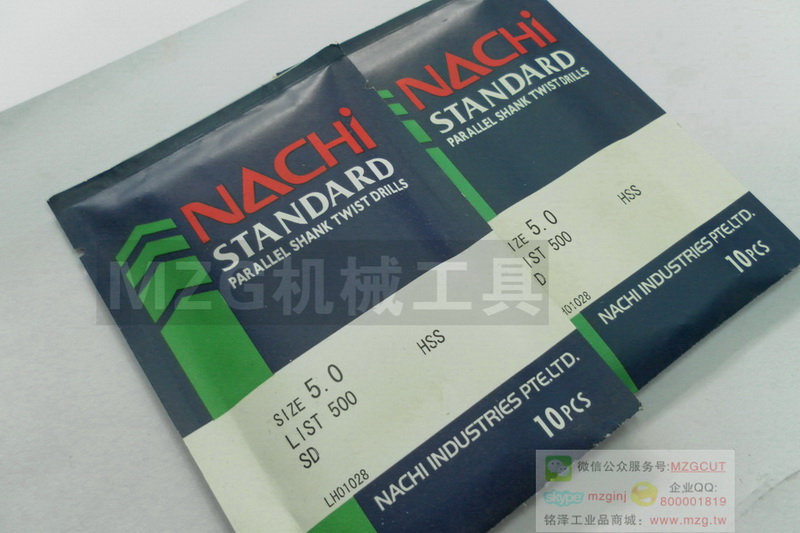 NACHi
STANDARD
PARALLEL SHANK TWIST DRILLS
SIZE 5.0 HSS
LIST 500
SD
LH01028
NACHI INDUSTRIES PTE.LTD.
10PCS
NACHi
STANDARD
PARALLEL SHANK TWIST DRILLS
IZE 5.0 HSS
IST 500
D
H01028
NACHI INDUSTRIES PTE.LTD.
10PCS
MZG机械工具
微信公众服务号:MZGCUT
skype mzginj 企业QQ: 800001819
铭泽工业品商城: www.mzg.tw